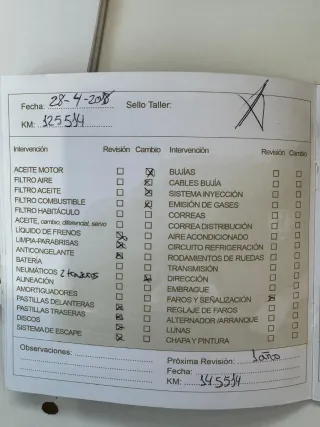 Fecha: 28-4-2018 Sello Taller:
KM: 125514
Intervención Revisión Cambio
ACEITE MOTOR
FILTRO AIRE
FILTRO ACEITE
FILTRO COMBUSTIBLE
FILTRO HABITÁCULO
ACEITE, cambio, diferencial, servo
LÍQUIDO DE FRENOS
LIMPIA-PARABRISAS
ANTICONGELANTE
BATERÍA
NEUMÁTICOS 2 traseros
ALINEACIÓN
AMORTIGUADORES
PASTILLAS DELANTERAS
PASTILLAS TRASERAS
DISCOS
SISTEMA DE ESCAPE
Intervención Revisión Cambio
BUJÍAS
CABLES BUJÍA
SISTEMA INYECCIÓN
EMISIÓN DE GASES
CORREAS
CORREA DISTRIBUCIÓN
AIRE ACONDICIONADO
CIRCUITO REFRIGERACIÓN
RODAMIENTOS DE RUEDAS
TRANSMISIÓN
DIRECCIÓN
EMBRAGUE
FAROS Y SEÑALIZACIÓN
REGLAJE DE FAROS
ALTERNADOR /ARRANQUE
LUNAS
CHAPA Y PINTURA
Observaciones:
Próxima Revisión: 1 año
Fecha:
KM: 145514